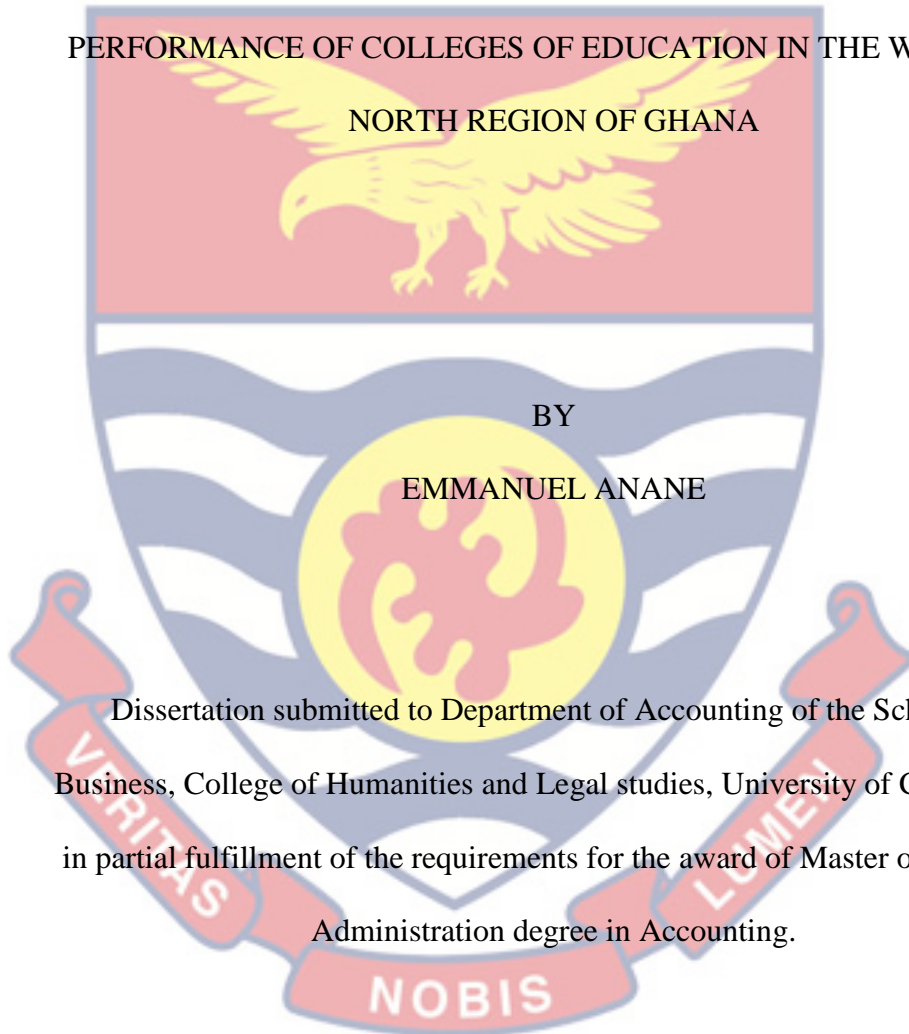 PERFORMANCE OF COLLEGES OF EDUCATION IN THE W
NORTH REGION OF GHANA
BY
EMMANUEL ANANE
Dissertation submitted to Department of Accounting of the
Business, College of Humanities and Legal studies, University of
in partial fulfillment of the requirements for the award of Master
Administration degree in Accounting.
VERITAS
NOBIS
LUMEN